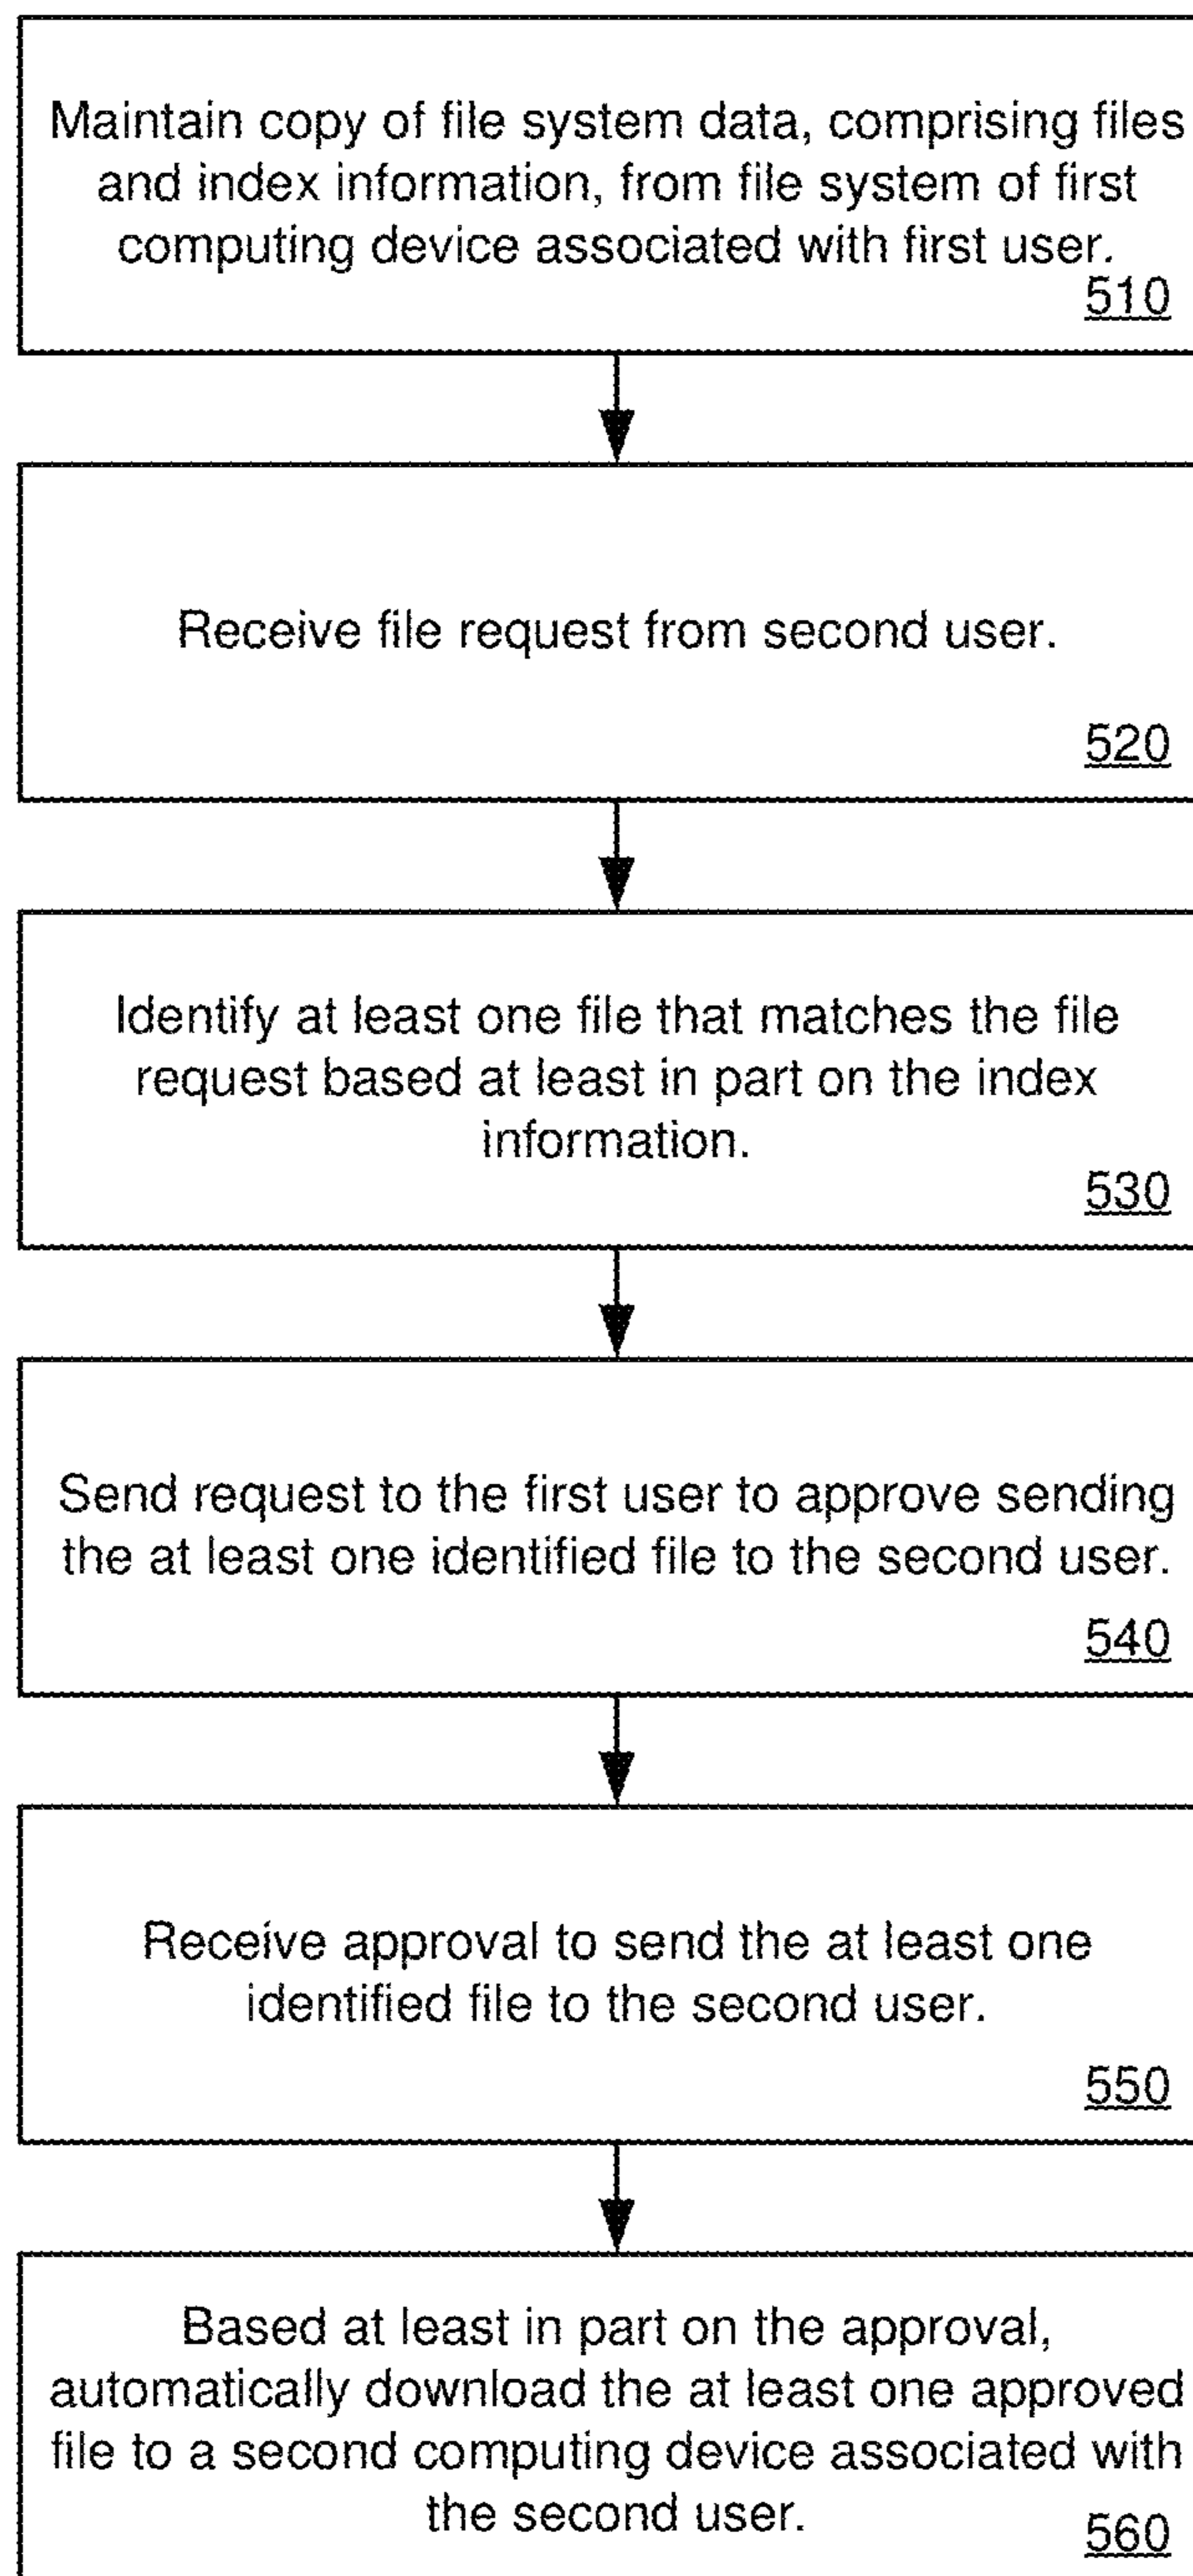 Maintain copy of file system data, comprising files
and index information, from file system of first
computing device associated with first user.
510
Receive file request from second user.
520
Identify at least one file that matches the file
request based at least in part on the index
information.
530
Send request to the first user to approve sending
the at least one identified file to the second user.
540
Receive approval to send the at least one
identified file to the second user.
550
Based at least in part on the approval,
automatically download the at least one approved
file to a second computing device associated with
the second user.
560